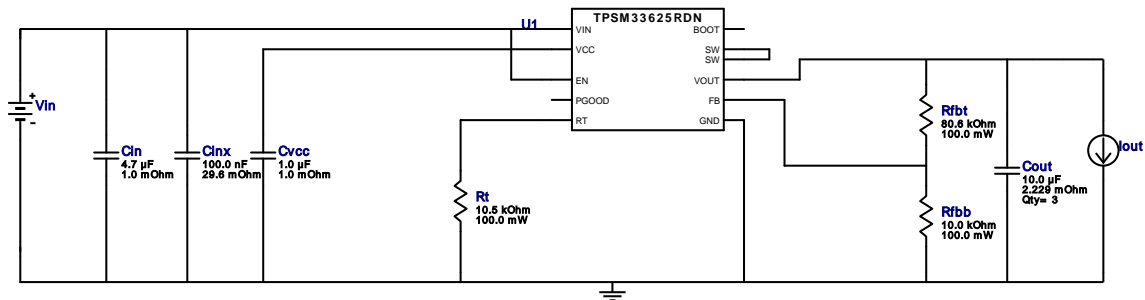 U1
TPSM33625RDN
VIN
BOOT
VCC
SW
SW
EN
VOUT
PGOOD
FB
RT
GND
+
Vin
-
Cin
4.7 µF
1.0 mOhm
Cinx
100.0 nF
29.6 mOhm
Cvcc
1.0 µF
1.0 mOhm
Rt
10.5 kOhm
100.0 mW
Rfbt
80.6 kOhm
100.0 mW
Rfbb
10.0 kOhm
100.0 mW
Cout
10.0 µF
2.229 mOhm
Qty= 3
Iout